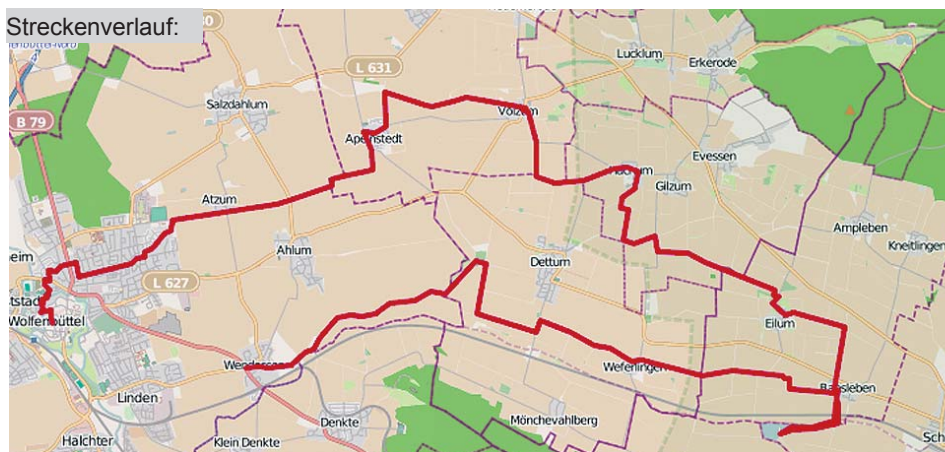 Streckenverlauf:
L 631
B 79
Lucklum
Erkerode
Salzdahlum
Volzum
Apelnstedt
Evessen
Gilzum
Atzum
Ampleben
Kneitlingen
Ahlum
Dettum
L 627
Wolfenbüttel
Eilum
Weferlingen
Linden
Mönchevahlberg
Denkte
Halchter
Klein Denkte